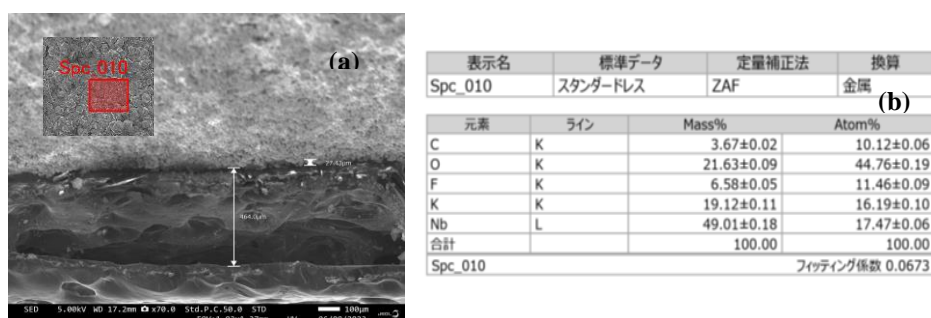 Spc_010
(a)
27.43μm
464.0μm
SED 5.00kV WD 17.2mm x70.0 Std.P.C.50.0 STD 100μm
(b)
表示名 標準データ 定量補正法 換算
Spc_010 スタンダードレス ZAF 金属
元素 ライン Mass% Atom%
C K 3.67±0.02 10.12±0.06
O K 21.63±0.09 44.76±0.19
F K 6.58±0.05 11.46±0.09
K K 19.12±0.11 16.19±0.10
Nb L 49.01±0.18 17.47±0.06
合計 100.00 100.00
Spc_010 フィッティング係数 0.0673